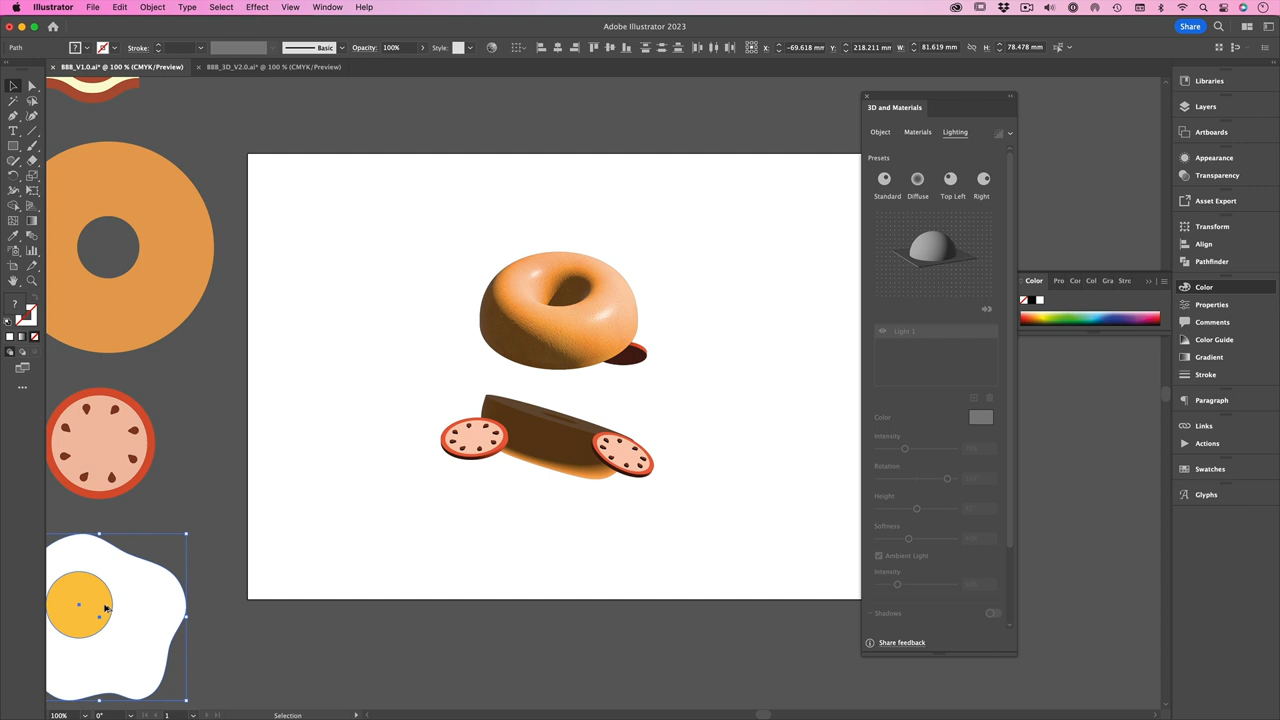 Illustrator File Edit Object Type Select Effect View Window Help
Adobe Illustrator 2023
Share
Path
?
Stroke:
Basic
Opacity: 100%
Style:
X: -69.618 mm
Y: 218.211 mm
W: 81.619 mm
H: 78.478 mm
BBB_V1.0.ai* @ 100 % (CMYK/Preview)
BBB_3D_V2.0.ai* @ 100 % (CMYK/Preview)
3D and Materials
Object Materials Lighting
Presets
Standard Diffuse Top Left Right
Light 1
Color
Intensity
Rotation
Height
Softness
Ambient Light
Intensity
Shadows
Share feedback
Color Pro Cor Col Gra Strc
Libraries
Layers
Artboards
Appearance
Transparency
Asset Export
Transform
Align
Pathfinder
Color
Properties
Comments
Color Guide
Gradient
Stroke
Paragraph
Links
Actions
Swatches
Glyphs
?
100% 0° 1 Selection